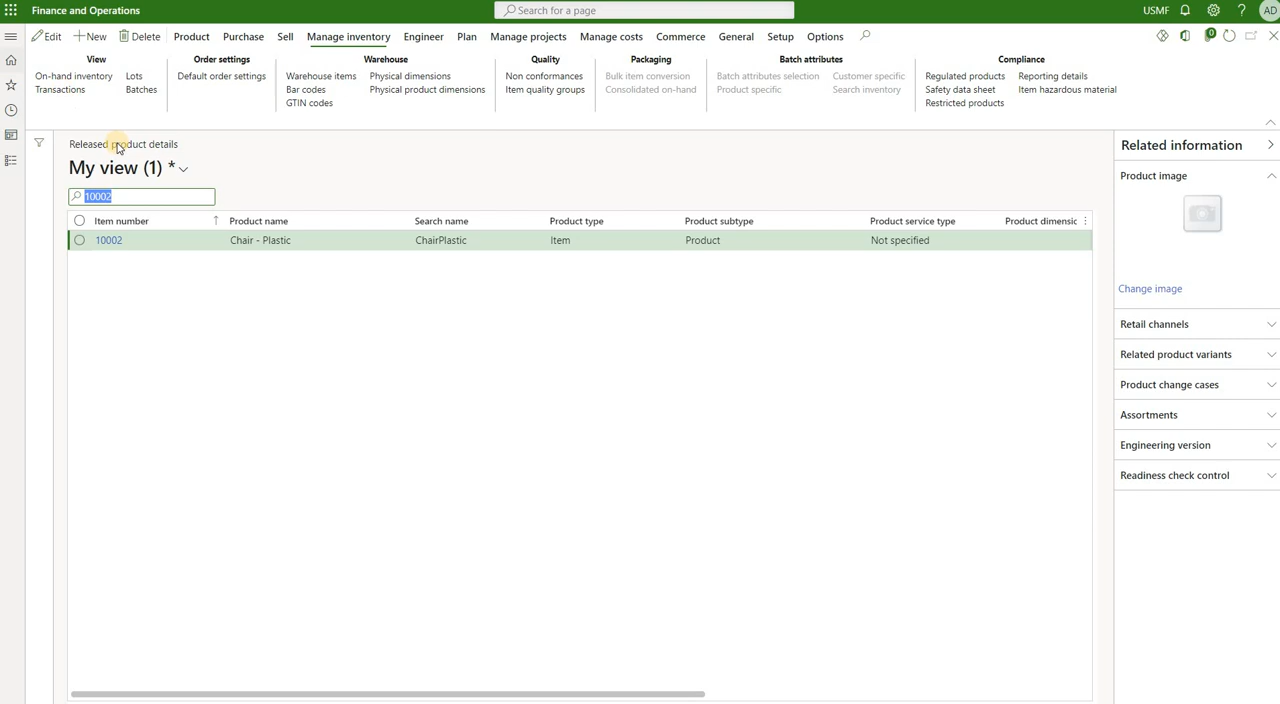 Finance and Operations
Search for a page
USMF
?
AD
Edit
New
Delete
Product
Purchase
Sell
Manage inventory
Engineer
Plan
Manage projects
Manage costs
Commerce
General
Setup
Options
0
View
On-hand inventory
Lots
Transactions
Batches
Order settings
Default order settings
Warehouse
Warehouse items
Physical dimensions
Bar codes
Physical product dimensions
GTIN codes
Quality
Non conformances
Item quality groups
Packaging
Bulk item conversion
Consolidated on-hand
Batch attributes
Batch attributes selection
Customer specific
Product specific
Search inventory
Compliance
Regulated products
Reporting details
Safety data sheet
Item hazardous material
Restricted products
Released product details
My view (1) *
10002
Item number
Product name
Search name
Product type
Product subtype
Product service type
Product dimensic
10002
Chair - Plastic
ChairPlastic
Item
Product
Not specified
Related information
Product image
Change image
Retail channels
Related product variants
Product change cases
Assortments
Engineering version
Readiness check control